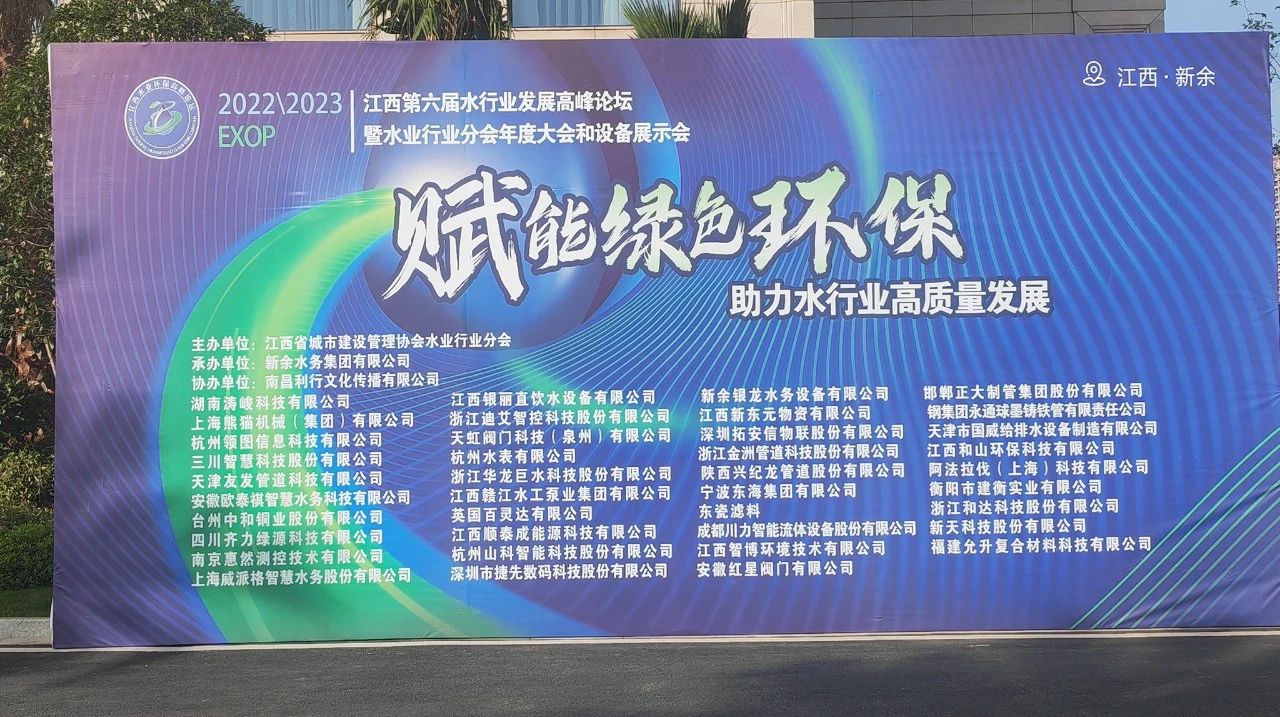 江西·新余
2022\2023
EXOP
江西第六届水行业发展高峰论坛
暨水业行业分会年度大会和设备展示会
赋能绿色环保
助力水行业高质量发展
主办单位：江西省城市建设管理协会水业行业分会
承办单位：新余水务集团有限公司
协办单位：南昌利行文化传播有限公司
湖南涛峻科技有限公司
上海熊猫机械（集团）有限公司
杭州领图信息科技有限公司
三川智慧科技股份有限公司
天津友发管道科技有限公司
安徽欧泰祺智慧水务科技有限公司
台州中和铜业股份有限公司
四川齐力绿源科技有限公司
南京惠然测控技术有限公司
上海威派格智慧水务股份有限公司
江西银丽直饮水设备有限公司
浙江迪艾智控科技股份有限公司
天虹阀门科技（泉州）有限公司
杭州水表有限公司
浙江华龙巨水科技股份有限公司
江西赣江水工泵业集团有限公司
英国百灵达有限公司
江西顺泰成能源科技有限公司
杭州山科智能科技股份有限公司
深圳市捷先数码科技股份有限公司
新余银龙水务设备有限公司
江西新东元物资有限公司
深圳拓安信物联股份有限公司
浙江金洲管道科技股份有限公司
陕西兴纪龙管道股份有限公司
宁波东海集团有限公司
东瓷滤料
成都川力智能流体设备股份有限公司
江西智博环境技术有限公司
安徽红星阀门有限公司
邯郸正大制管集团股份有限公司
钢集团永通球墨铸铁管有限责任公司
天津市国威给排水设备制造有限公司
江西和山环保科技有限公司
阿法拉伐（上海）科技有限公司
衡阳市建衡实业有限公司
浙江和达科技股份有限公司
新天科技股份有限公司
福建允升复合材料科技有限公司